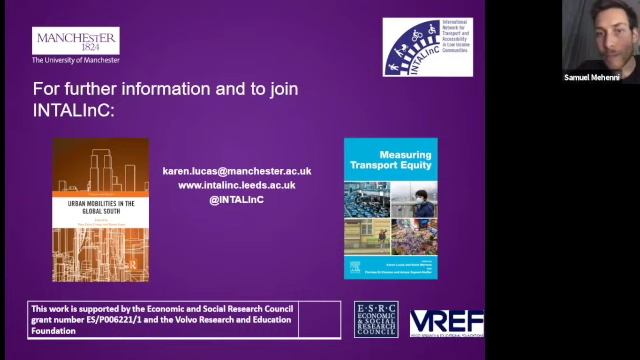 MANCHESTER
1824
The University of Manchester
International
Network for
Transport and
Accessibility
in Low Income
Communities
INTALInC
Samuel Mehenni
For further information and to join
INTALInC:
URBAN MOBILITIES IN THE
GLOBAL SOUTH
karen.lucas@manchester.ac.uk
www.intalinc.leeds.ac.uk
@INTALInC
Measuring
Transport Equity
This work is supported by the Economic and Social Research Council
grant number ES/P006221/1 and the Volvo Research and Education
Foundation
E·S·R·C
ECONOMIC
& SOCIAL
RESEARCH
COUNCIL
VREF